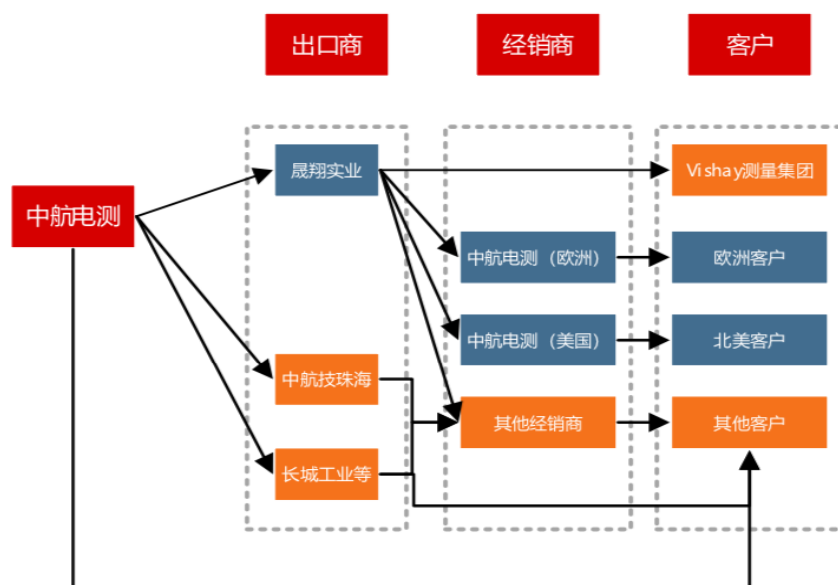 出口商
经销商
客户
晟翔实业
Vishay测量集团
中航电测
中航电测（欧洲）
欧洲客户
中航电测（美国）
北美客户
中航技珠海
其他经销商
其他客户
长城工业等